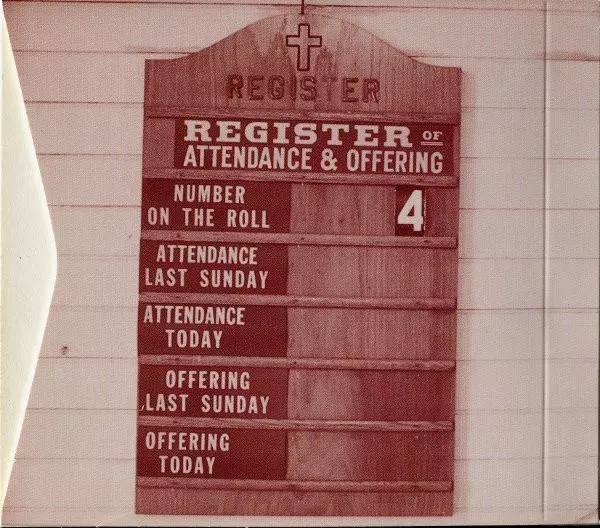 REGISTER
REGISTER OF
ATTENDANCE & OFFERING
NUMBER
ON THE ROLL 4
ATTENDANCE
LAST SUNDAY
ATTENDANCE
TODAY
OFFERING
LAST SUNDAY
OFFERING
TODAY